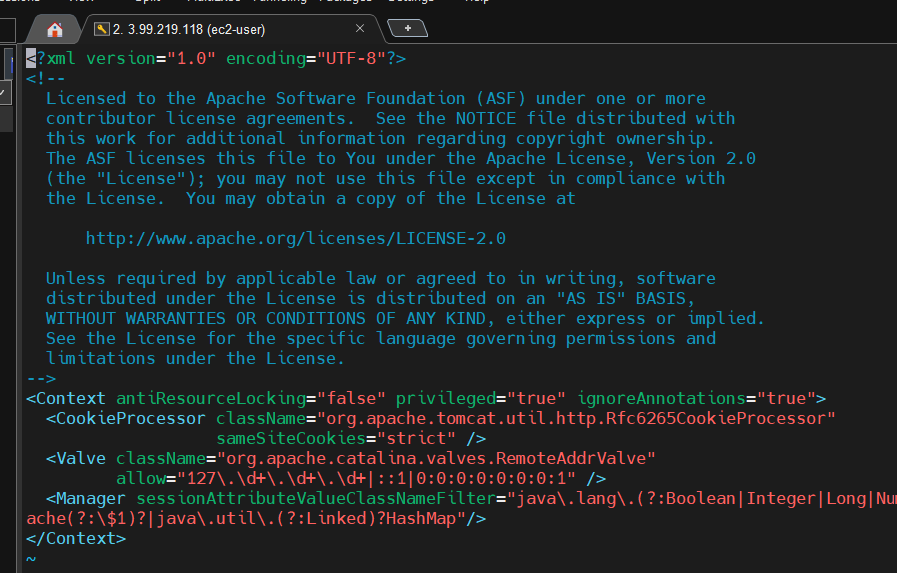 2. 3.99.219.118 (ec2-user)
<?xml version="1.0" encoding="UTF-8"?>
<!--
  Licensed to the Apache Software Foundation (ASF) under one or more
  contributor license agreements.  See the NOTICE file distributed with
  this work for additional information regarding copyright ownership.
  The ASF licenses this file to You under the Apache License, Version 2.0
  (the "License"); you may not use this file except in compliance with
  the License.  You may obtain a copy of the License at

      http://www.apache.org/licenses/LICENSE-2.0

  Unless required by applicable law or agreed to in writing, software
  distributed under the License is distributed on an "AS IS" BASIS,
  WITHOUT WARRANTIES OR CONDITIONS OF ANY KIND, either express or implied.
  See the License for the specific language governing permissions and
  limitations under the License.
-->
<Context antiResourceLocking="false" privileged="true" ignoreAnnotations="true">
  <CookieProcessor className="org.apache.tomcat.util.http.Rfc6265CookieProcessor"
                   sameSiteCookies="strict" />
  <Valve className="org.apache.catalina.valves.RemoteAddrValve"
         allow="127\.\d+\.\d+\.\d+|::1|0:0:0:0:0:0:0:1" />
  <Manager sessionAttributeValueClassNameFilter="java\.lang\.(?:Boolean|Integer|Long|Nu
ache(?:\$1)?|java\.util\.(?:Linked)?HashMap"/>
</Context>
~